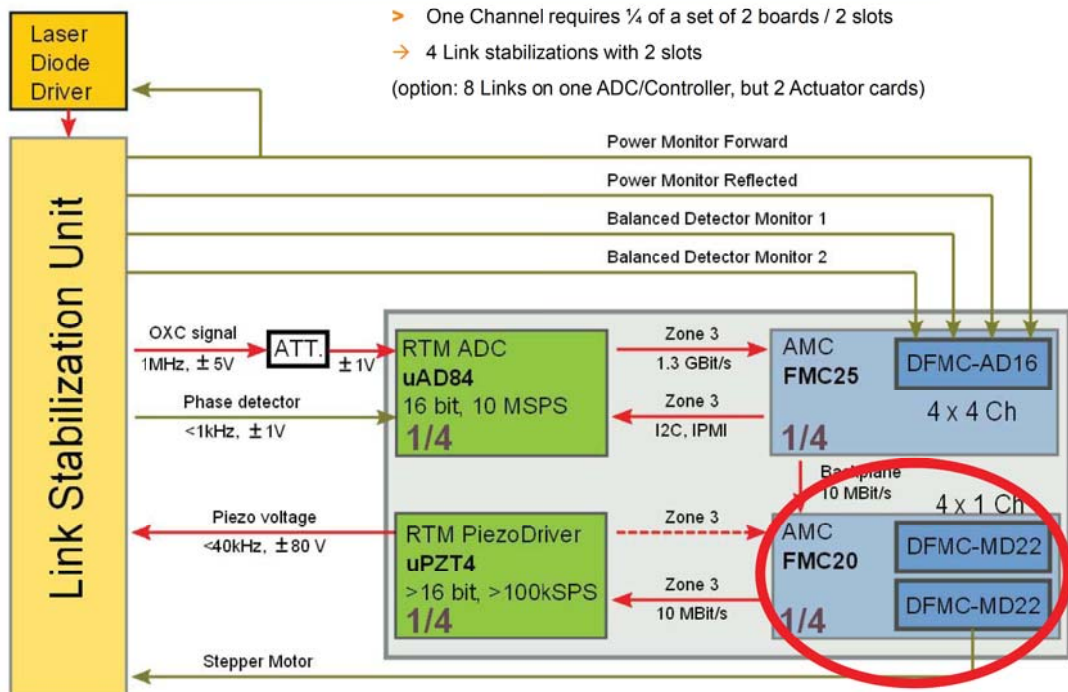 Laser
Diode
Driver
> One Channel requires ¼ of a set of 2 boards / 2 slots
→ 4 Link stabilizations with 2 slots
(option: 8 Links on one ADC/Controller, but 2 Actuator cards)
Link Stabilization Unit
Power Monitor Forward
Power Monitor Reflected
Balanced Detector Monitor 1
Balanced Detector Monitor 2
OXC signal
1MHz, ±5V
ATT.
±1V
Phase detector
<1kHz, ±1V
RTM ADC
uAD84
16 bit, 10 MSPS
1/4
Zone 3
1.3 GBit/s
Zone 3
I2C, IPMI
AMC
FMC25
DFMC-AD16
4 x 4 Ch
1/4
Backplane
10 MBit/s
Piezo voltage
<40kHz, ±80 V
RTM PiezoDriver
uPZT4
>16 bit, >100kSPS
1/4
Zone 3
Zone 3
10 MBit/s
4 x 1 Ch
AMC
FMC20
DFMC-MD22
DFMC-MD22
1/4
Stepper Motor